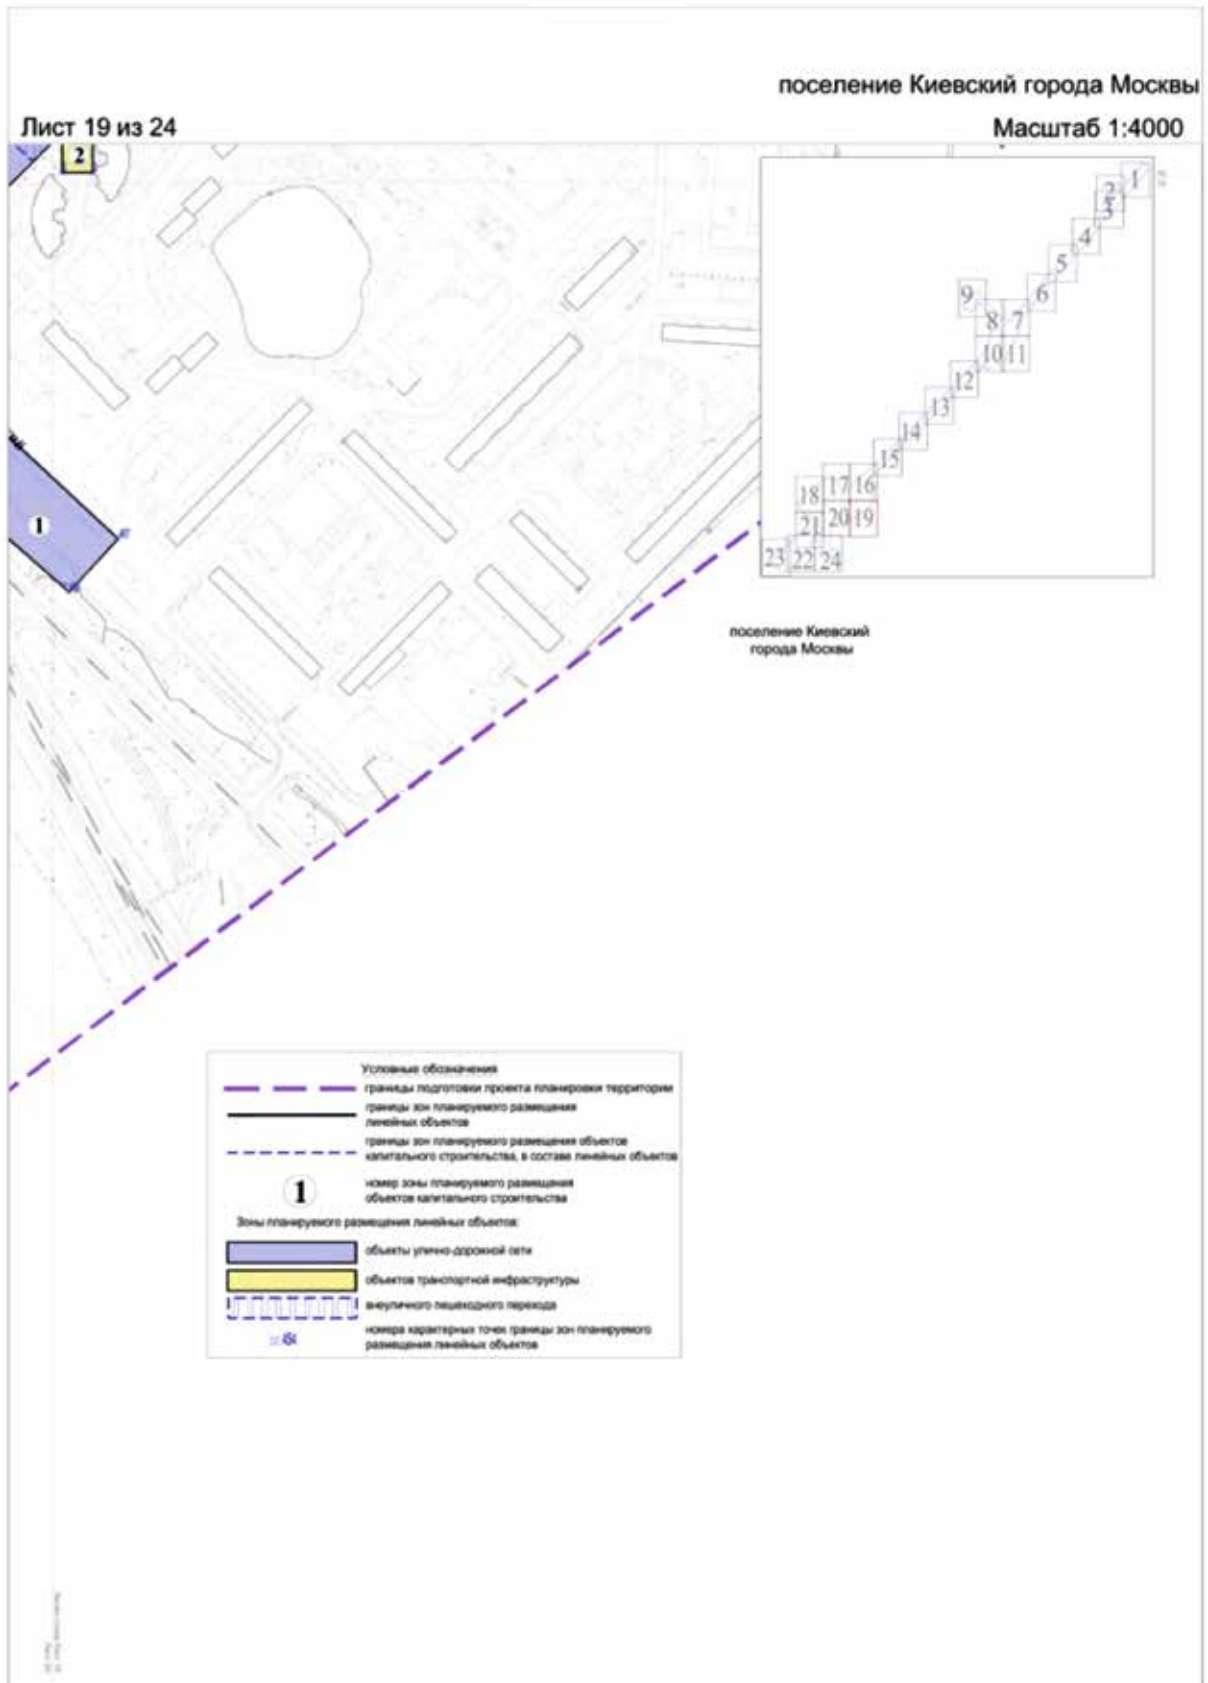 поселение Киевский города Москвы
Лист 19 из 24
Масштаб 1:4000
2
1
1
2
3
4
5
6
9
8
7
10
11
12
13
14
15
18
17
16
21
20
19
23
22
24
поселение Киевский
города Москвы
Условные обозначения
границы подготовки проекта планировки территории
границы зон планируемого размещения
линейных объектов
границы зон планируемого размещения объектов
капитального строительства, в составе линейных объектов
1
номер зоны планируемого размещения
объектов капитального строительства
Зоны планируемого размещения линейных объектов:
объекты улично-дорожной сети
объектов транспортной инфраструктуры
внеуличного пешеходного перехода
номера характерных точек границы зон планируемого
размещения линейных объектов